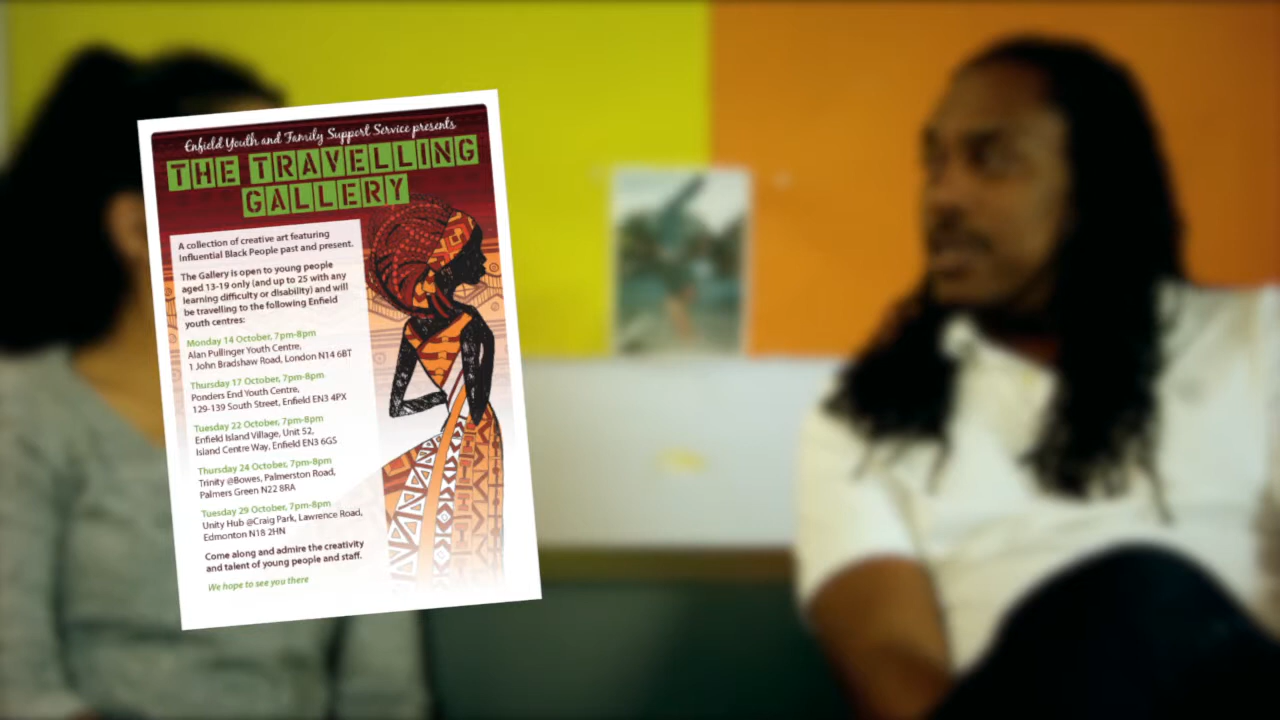 Enfield Youth and Family Support Service presents
THE TRAVELLING
GALLERY
A collection of creative art featuring
Influential Black People past and present.
The Gallery is open to young people
aged 13-19 only (and up to 25 with any
learning difficulty or disability) and will
be travelling to the following Enfield
youth centres:
Monday 14 October, 7pm-8pm
Alan Pullinger Youth Centre,
1 John Bradshaw Road, London N14 6BT
Thursday 17 October, 7pm-8pm
Ponders End Youth Centre,
129-139 South Street, Enfield EN3 4PX
Tuesday 22 October, 7pm-8pm
Enfield Island Village, Unit 52,
Island Centre Way, Enfield EN3 6GS
Thursday 24 October, 7pm-8pm
Trinity @Bowes, Palmerston Road,
Palmers Green N22 8RA
Tuesday 29 October, 7pm-8pm
Unity Hub @Craig Park, Lawrence Road,
Edmonton N18 2HN
Come along and admire the creativity
and talent of young people and staff.
We hope to see you there